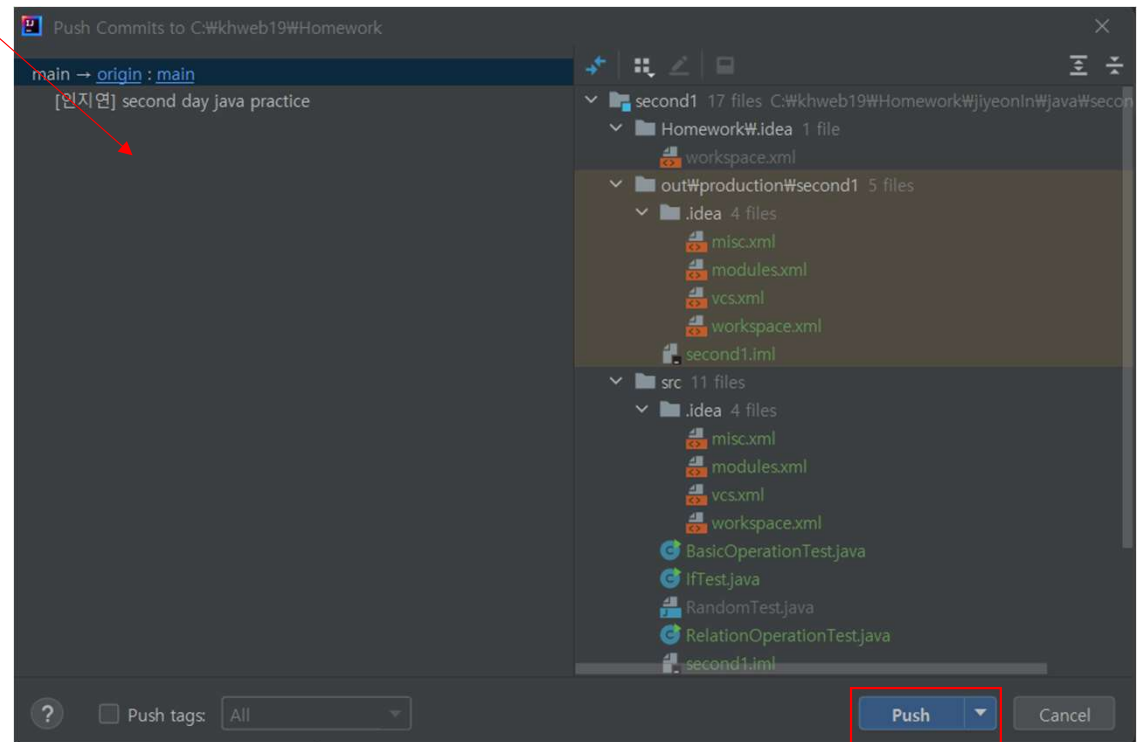 Push Commits to C:₩khweb19₩Homework
main → origin : main
[인지연] second day java practice
second1 17 files C:₩khweb19₩Homework₩jiyeonIn₩java₩secon
Homework₩.idea 1 file
workspace.xml
out₩production₩second1 5 files
.idea 4 files
misc.xml
modules.xml
vcs.xml
workspace.xml
second1.iml
src 11 files
.idea 4 files
misc.xml
modules.xml
vcs.xml
workspace.xml
BasicOperationTest.java
IfTest.java
RandomTest.java
RelationOperationTest.java
second1.iml
? Push tags: All Push Cancel